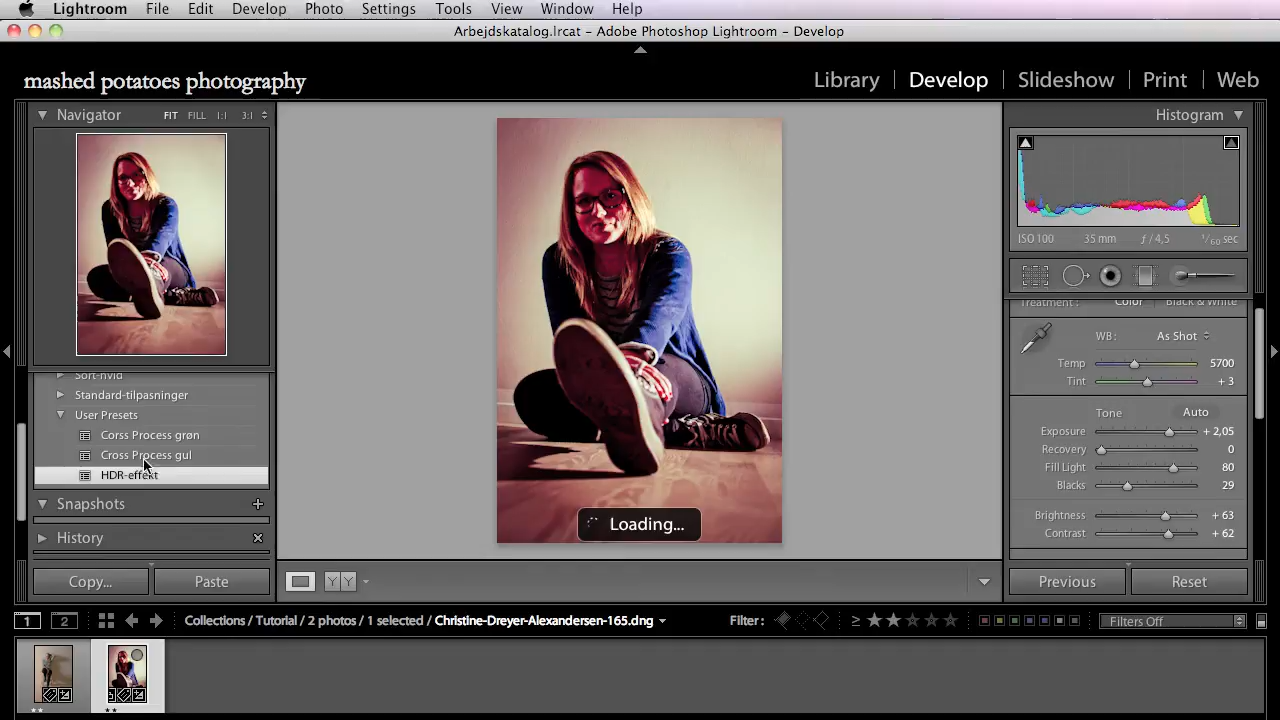 Lightroom File Edit Develop Photo Settings Tools View Window Help
Arbejdskatalog.lrcat – Adobe Photoshop Lightroom – Develop
mashed potatoes photography
Library Develop Slideshow Print Web
Navigator FIT FILL 1:1 3:1
Histogram
ISO 100 35 mm ƒ / 4,5 1/60 sec
Treatment : Color Black & White
WB: As Shot
Temp 5700
Tint + 3
Tone Auto
Exposure + 2,05
Recovery 0
Fill Light 80
Blacks 29
Brightness + 63
Contrast + 62
Sort-hvid
Standard-tilpasninger
User Presets
Corss Process grøn
Cross Process gul
HDR-effekt
Snapshots
History
Loading...
Copy... Paste
YY
Previous Reset
1 2 Collections / Tutorial / 2 photos / 1 selected / Christine-Dreyer-Alexandersen-165.dng Filter : ≥ Filters Off